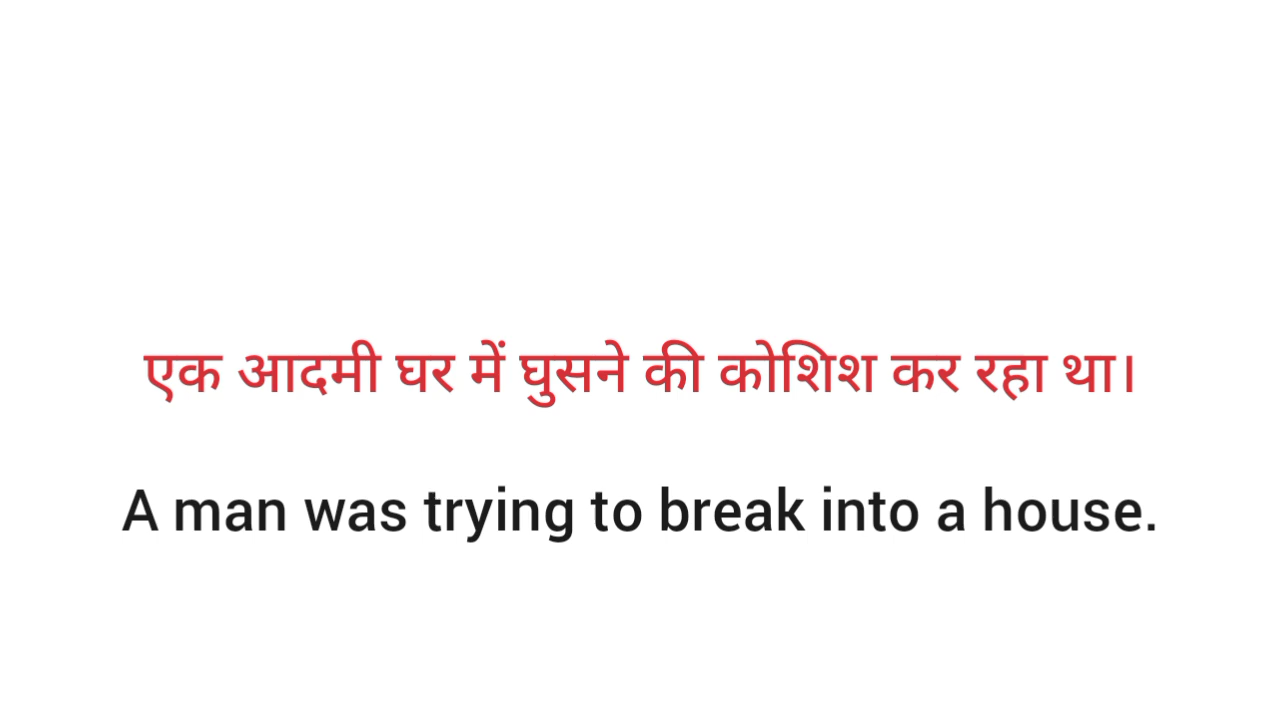 एक आदमी घर में घुसने की कोशिश कर रहा था।
A man was trying to break into a house.